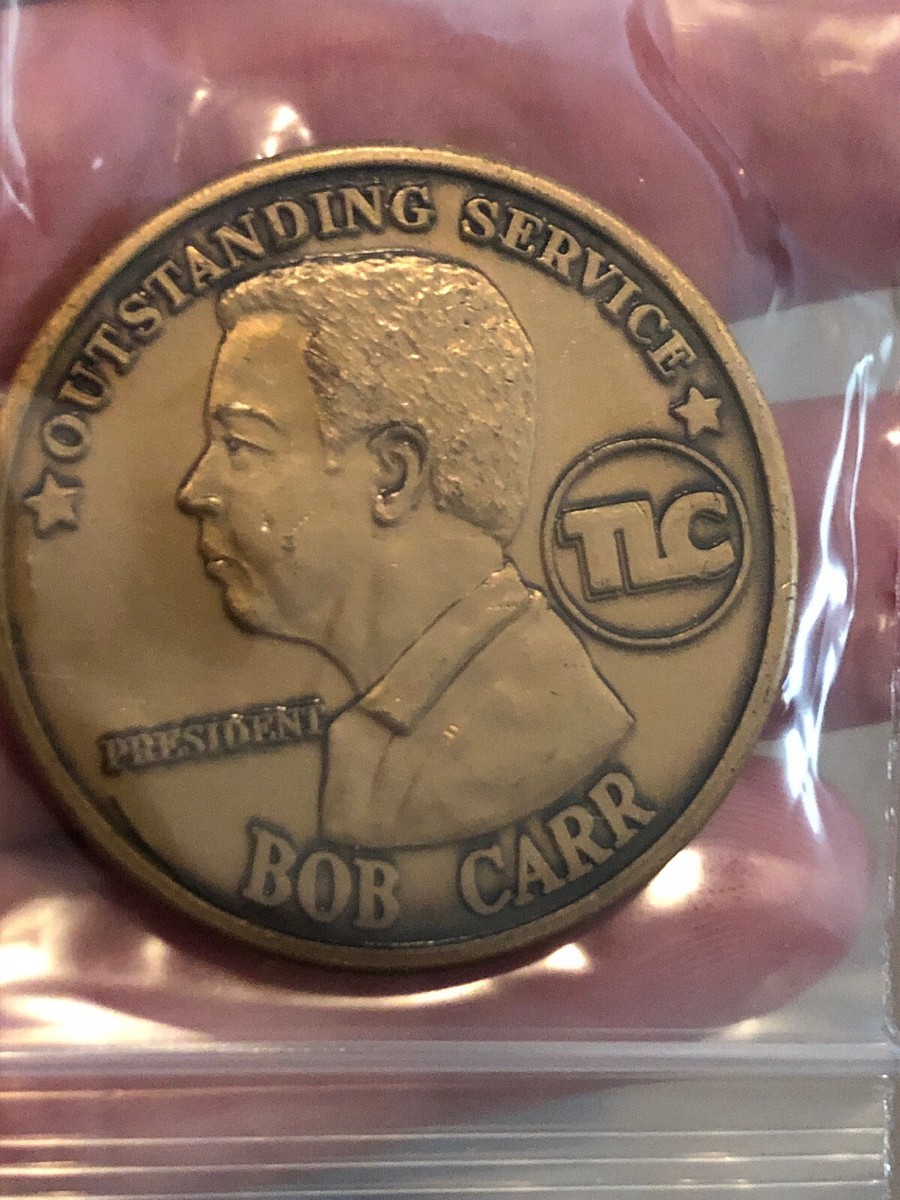 OUTSTANDING SERVICE
TLC
PRESIDENT
BOB CARR